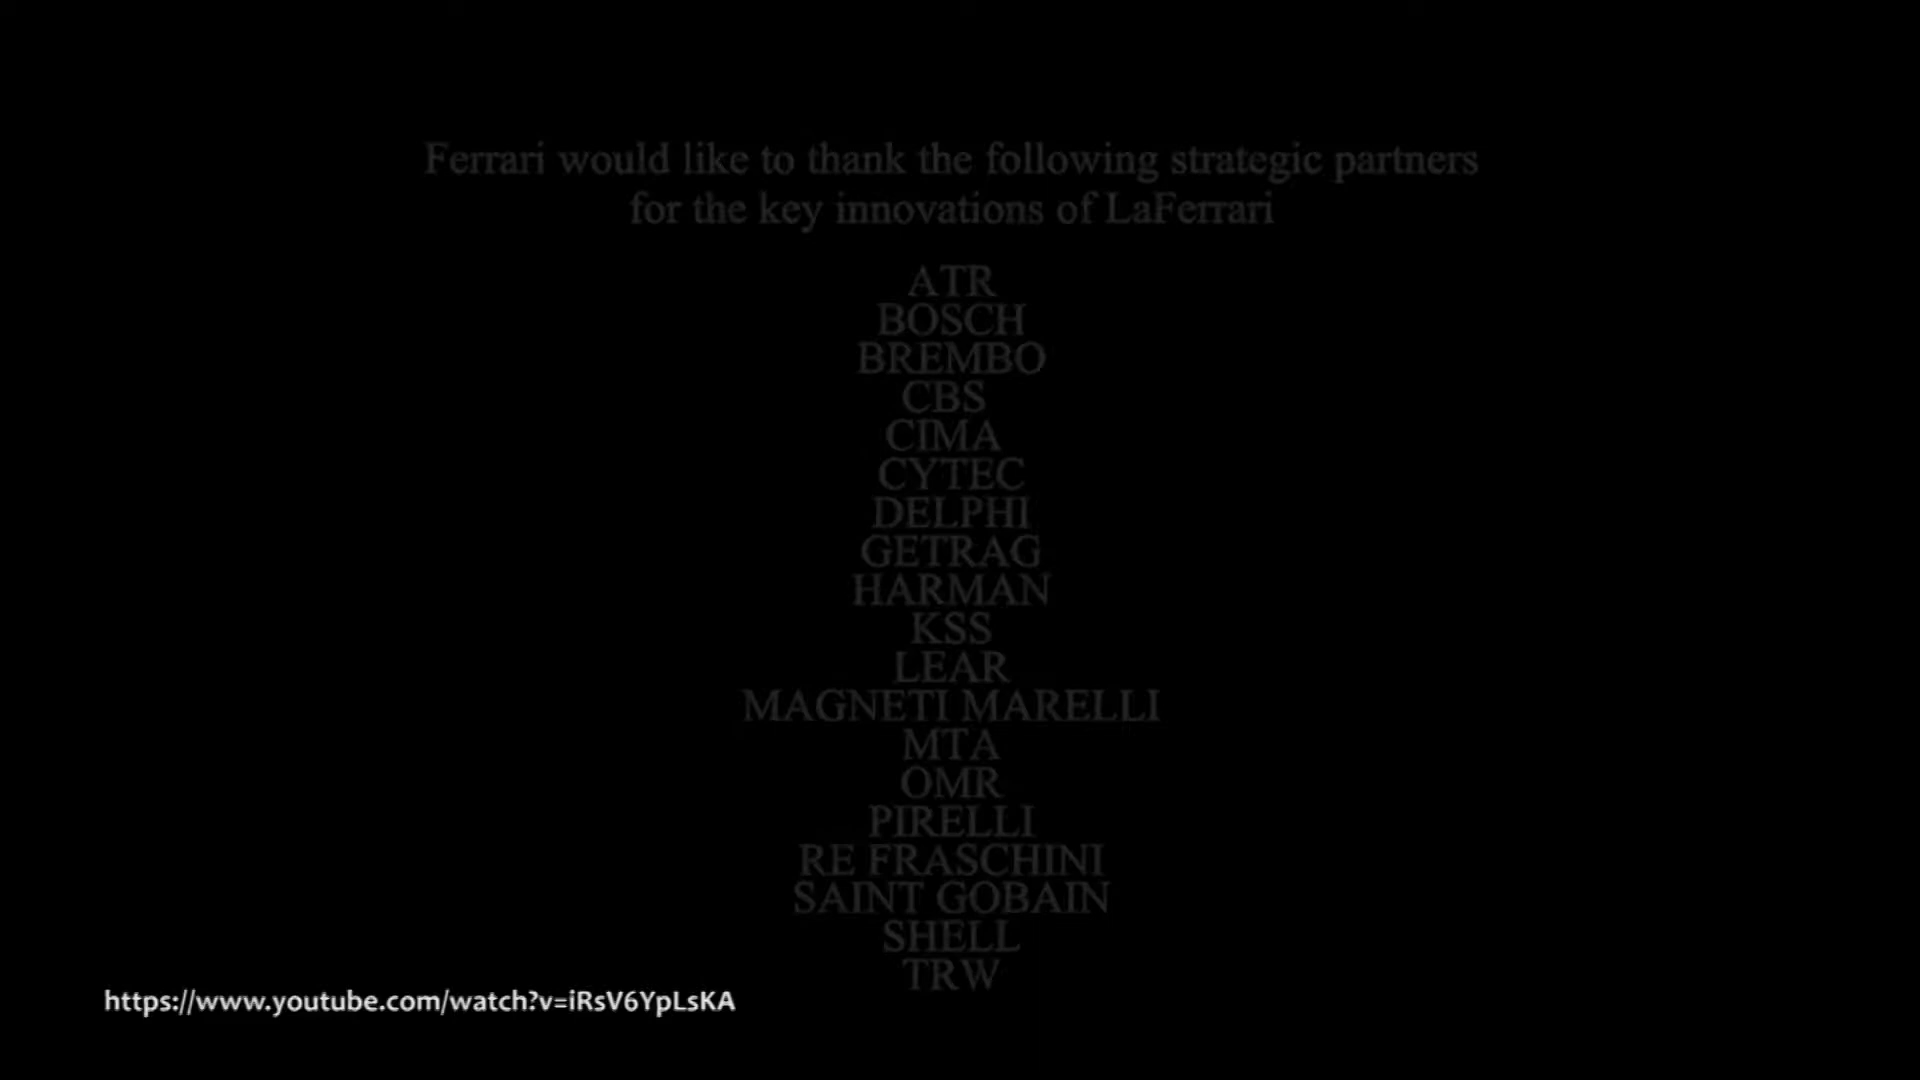 Ferrari would like to thank the following strategic partners
for the key innovations of LaFerrari
ATR
BOSCH
BREMBO
CBS
CIMA
CYTEC
DELPHI
GETRAG
HARMAN
KSS
LEAR
MAGNETI MARELLI
MTA
OMR
PIRELLI
RE FRASCHINI
SAINT GOBAIN
SHELL
TRW
https://www.youtube.com/watch?v=iRsV6YpLsKA